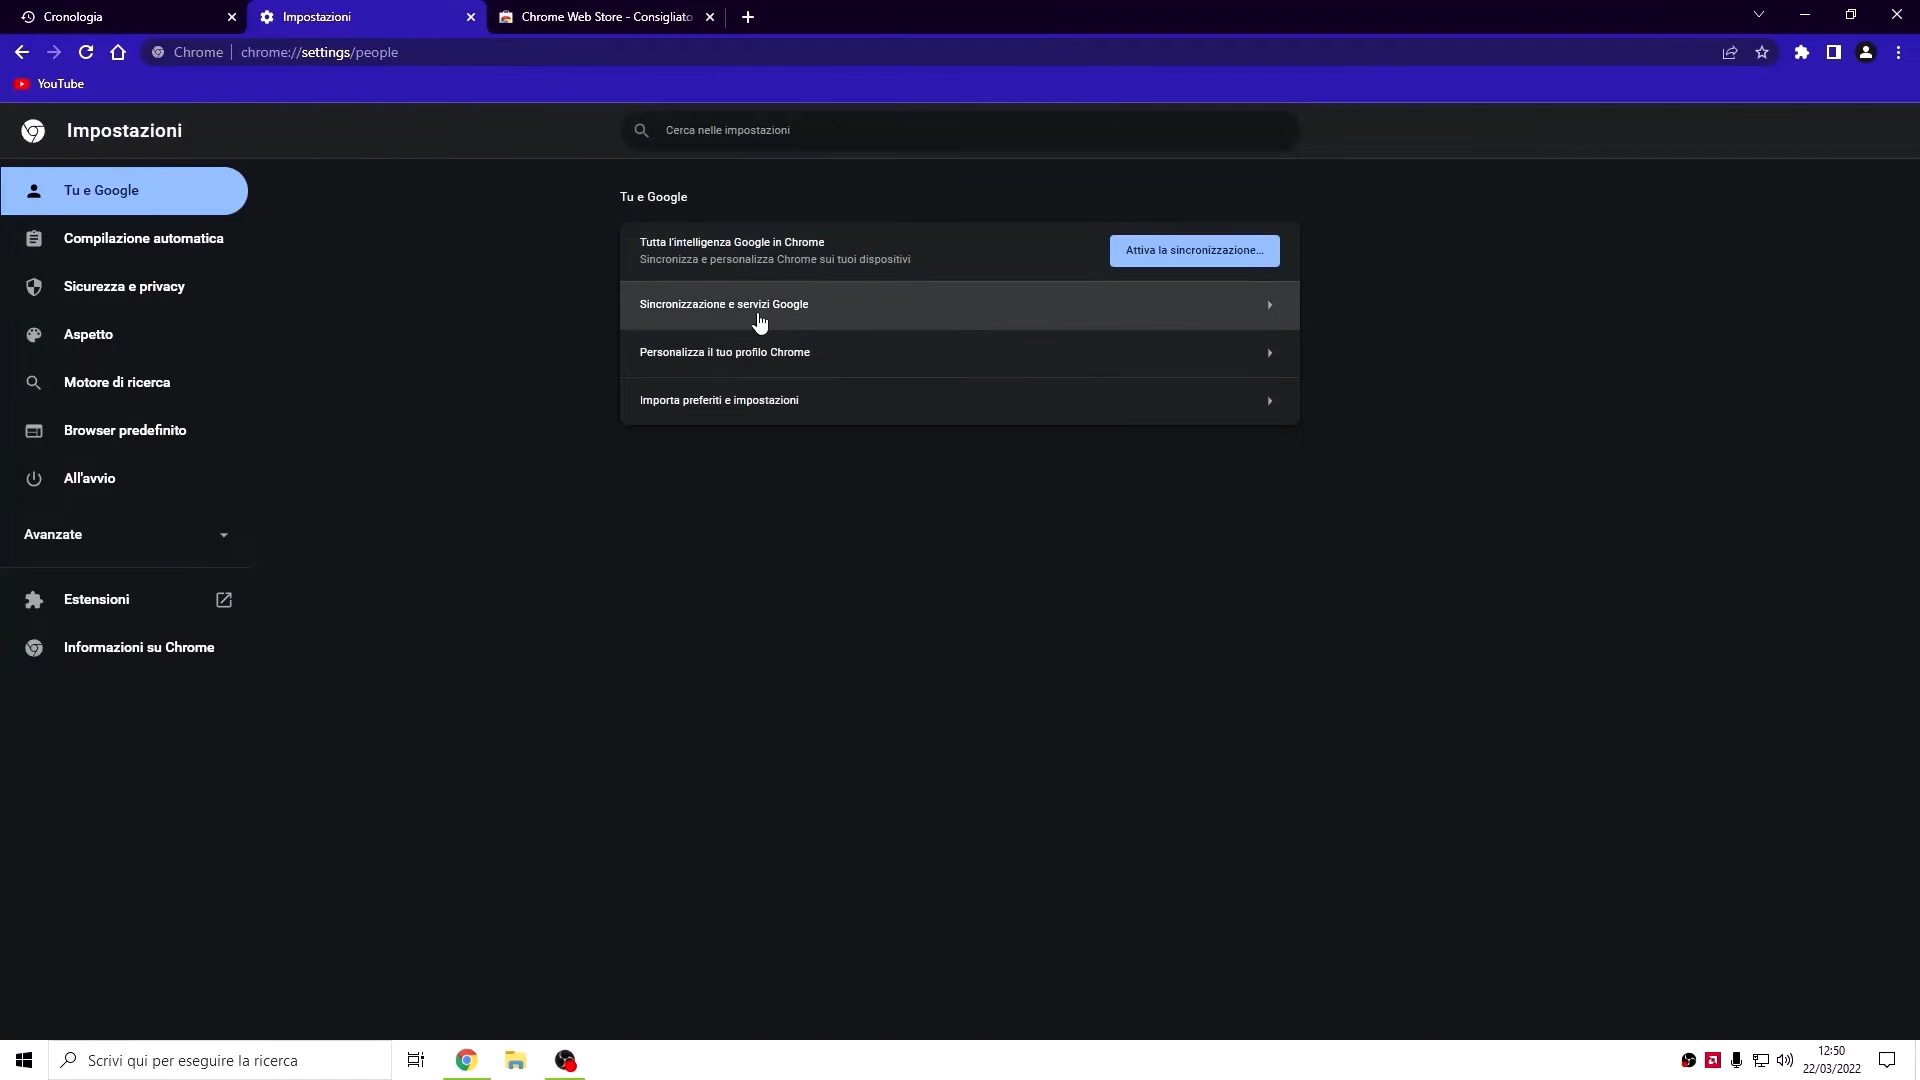 Cronologia
Impostazioni
Chrome Web Store - Consigliato
Chrome
chrome://settings/people
YouTube
Impostazioni
Cerca nelle impostazioni
Tu e Google
Compilazione automatica
Sicurezza e privacy
Aspetto
Motore di ricerca
Browser predefinito
All'avvio
Avanzate
Estensioni
Informazioni su Chrome
Tu e Google
Tutta l'intelligenza Google in Chrome
Sincronizza e personalizza Chrome sui tuoi dispositivi
Attiva la sincronizzazione...
Sincronizzazione e servizi Google
Personalizza il tuo profilo Chrome
Importa preferiti e impostazioni
Scrivi qui per eseguire la ricerca
12:50
22/03/2022